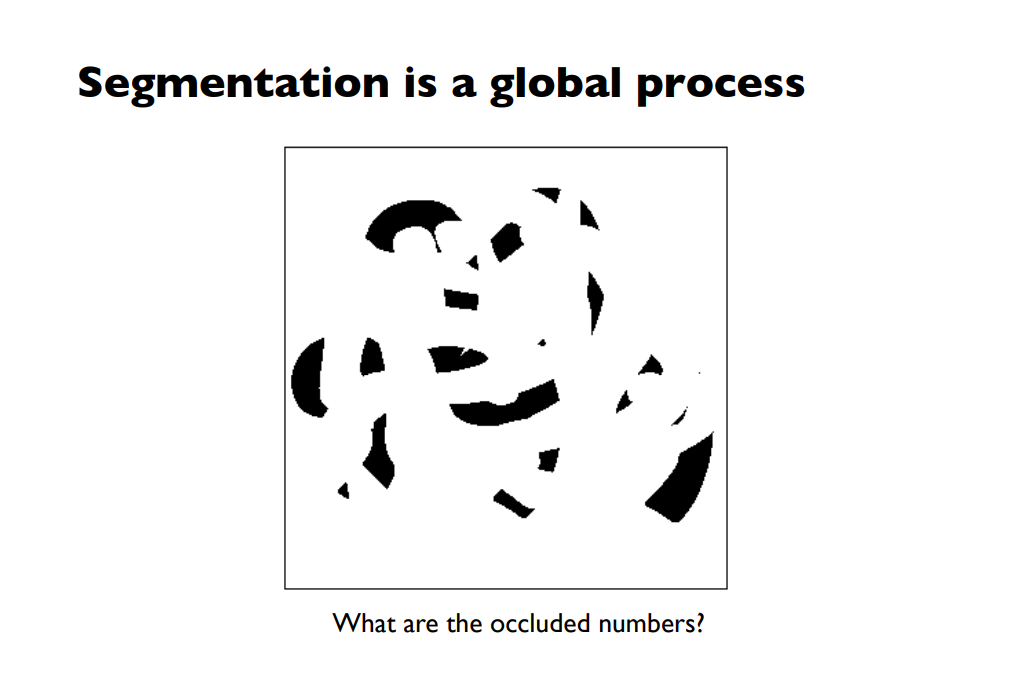 Segmentation is a global process
What are the occluded numbers?